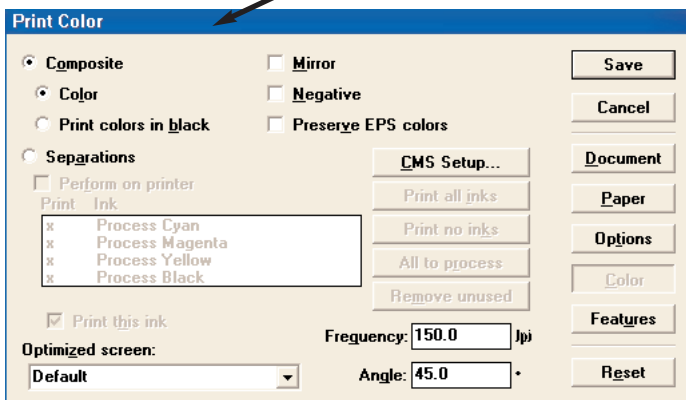 Print Color
Composite
Color
Print colors in black
Separations
Perform on printer
Print Ink
x Process Cyan
x Process Magenta
x Process Yellow
x Process Black
Print this ink
Optimized screen:
Default
Mirror
Negative
Preserve EPS colors
CMS Setup...
Print all inks
Print no inks
All to process
Remove unused
Frequency: 150.0 lpi
Angle: 45.0 °
Save
Cancel
Document
Paper
Options
Color
Features
Reset